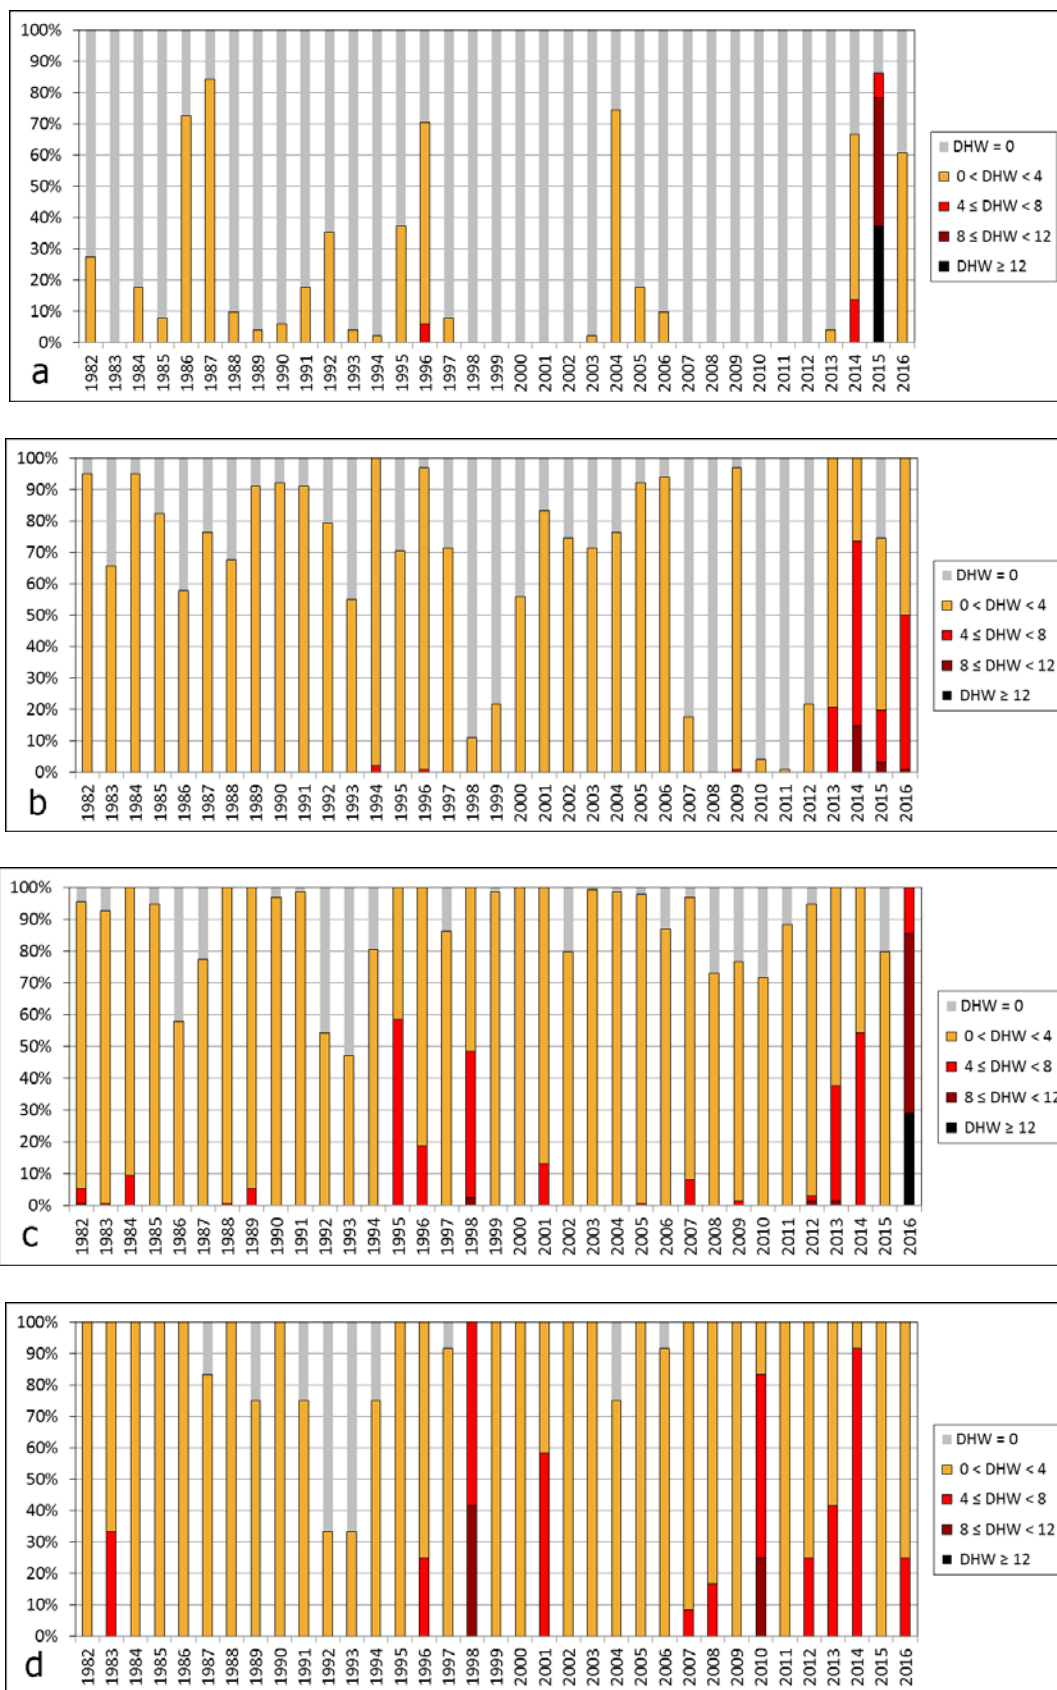 100%
90%
80%
70%
60%
50%
40%
30%
20%
10%
0%
1982 1983 1984 1985 1986 1987 1988 1989 1990 1991 1992 1993 1994 1995 1996 1997 1998 1999 2000 2001 2002 2003 2004 2005 2006 2007 2008 2009 2010 2011 2012 2013 2014 2015 2016
a
DHW = 0
0 < DHW < 4
4 ≤ DHW < 8
8 ≤ DHW < 12
DHW ≥ 12
100%
90%
80%
70%
60%
50%
40%
30%
20%
10%
0%
1982 1983 1984 1985 1986 1987 1988 1989 1990 1991 1992 1993 1994 1995 1996 1997 1998 1999 2000 2001 2002 2003 2004 2005 2006 2007 2008 2009 2010 2011 2012 2013 2014 2015 2016
b
DHW = 0
0 < DHW < 4
4 ≤ DHW < 8
8 ≤ DHW < 12
DHW ≥ 12
100%
90%
80%
70%
60%
50%
40%
30%
20%
10%
0%
1982 1983 1984 1985 1986 1987 1988 1989 1990 1991 1992 1993 1994 1995 1996 1997 1998 1999 2000 2001 2002 2003 2004 2005 2006 2007 2008 2009 2010 2011 2012 2013 2014 2015 2016
c
DHW = 0
0 < DHW < 4
4 ≤ DHW < 8
8 ≤ DHW < 12
DHW ≥ 12
100%
90%
80%
70%
60%
50%
40%
30%
20%
10%
0%
1982 1983 1984 1985 1986 1987 1988 1989 1990 1991 1992 1993 1994 1995 1996 1997 1998 1999 2000 2001 2002 2003 2004 2005 2006 2007 2008 2009 2010 2011 2012 2013 2014 2015 2016
d
DHW = 0
0 < DHW < 4
4 ≤ DHW < 8
8 ≤ DHW < 12
DHW ≥ 12